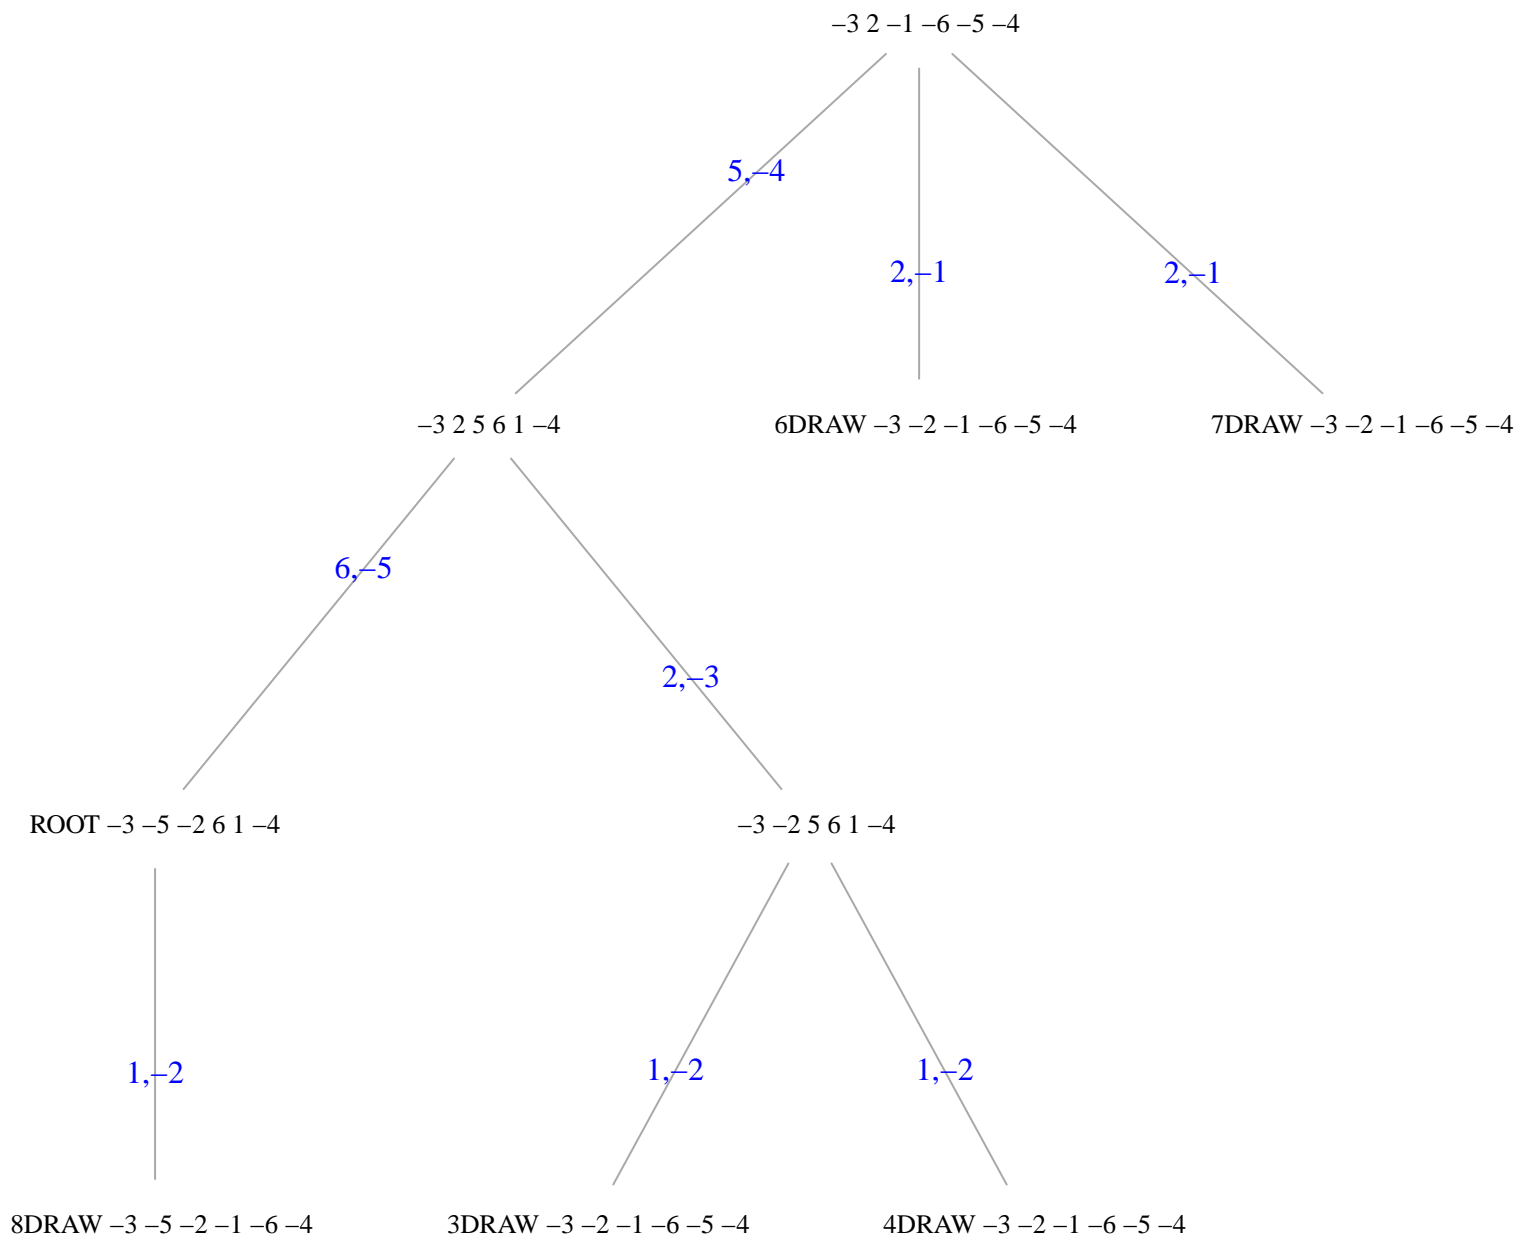 –3 2 –1 –6 –5 –4
5,–4
2,–1
2,–1
–3 2 5 6 1 –4
6DRAW –3 –2 –1 –6 –5 –4
7DRAW –3 –2 –1 –6 –5 –4
6,–5
2,–3
ROOT –3 –5 –2 6 1 –4
–3 –2 5 6 1 –4
1,–2
1,–2
1,–2
8DRAW –3 –5 –2 –1 –6 –4
3DRAW –3 –2 –1 –6 –5 –4
4DRAW –3 –2 –1 –6 –5 –4